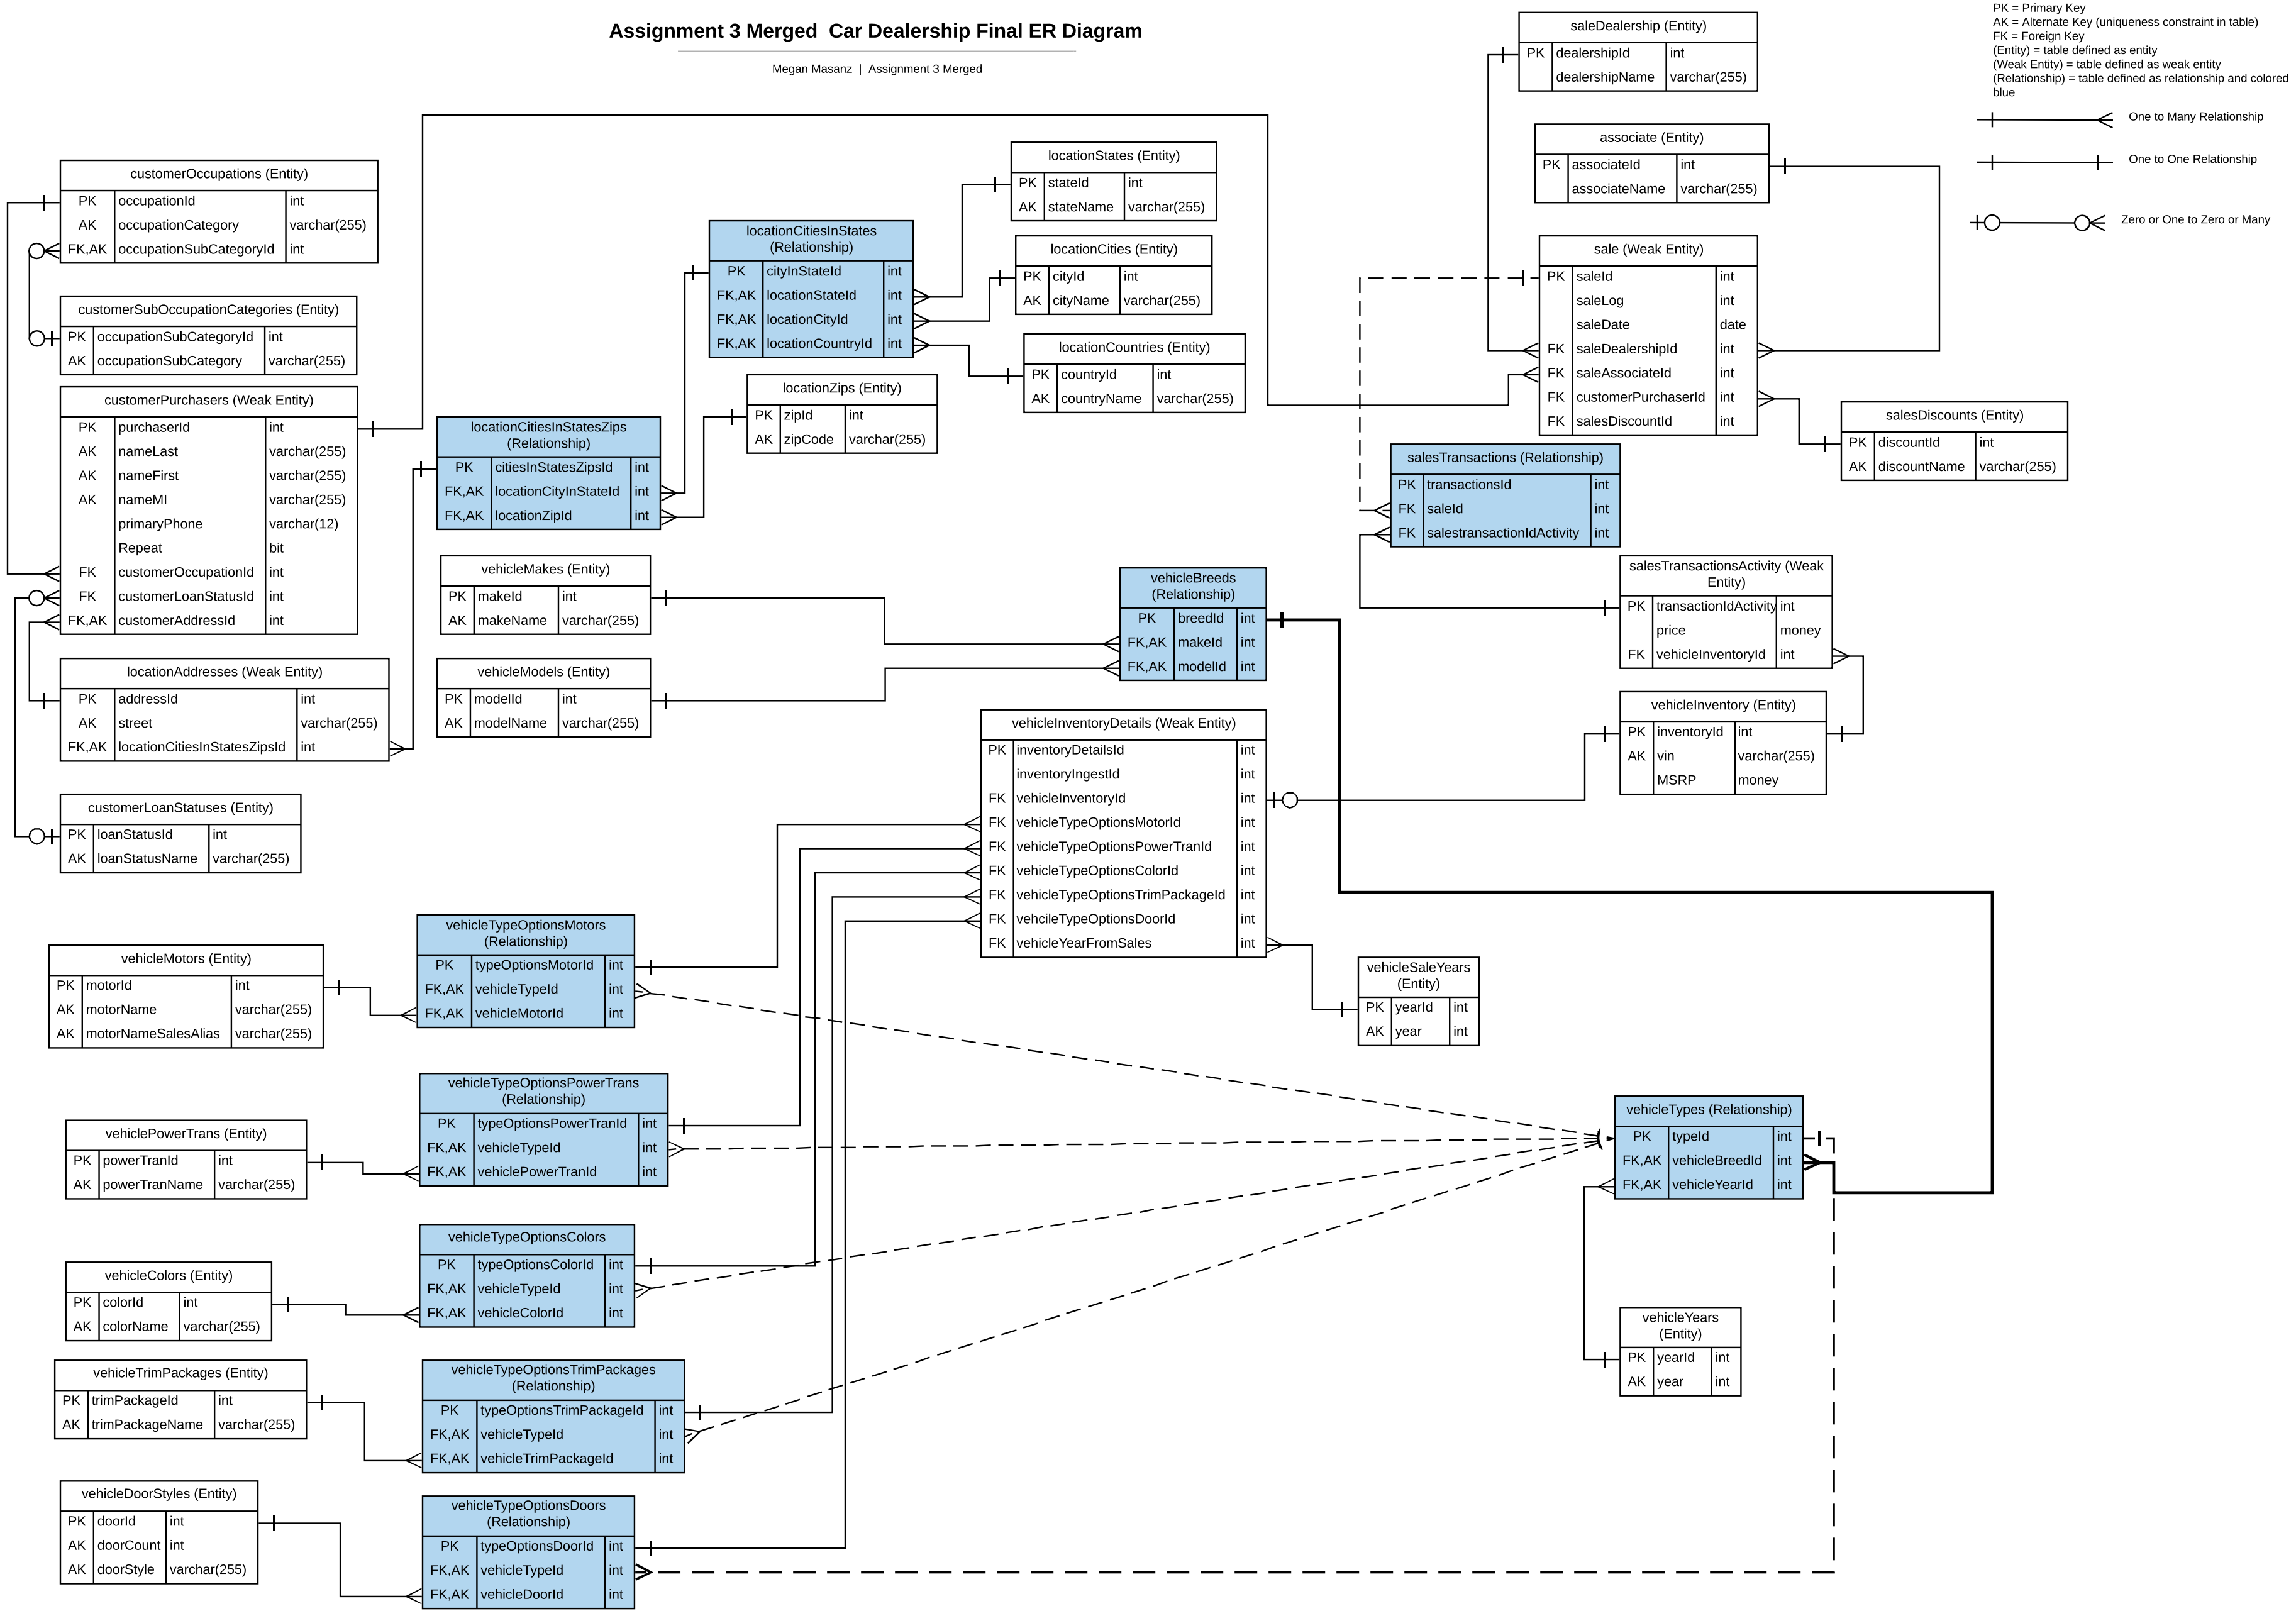 Assignment 3 Merged  Car Dealership Final ER Diagram
Megan Masanz  |  Assignment 3 Merged
PK = Primary Key
AK = Alternate Key (uniqueness constraint in table)
FK = Foreign Key
(Entity) = table defined as entity
(Weak Entity) = table defined as weak entity
(Relationship) = table defined as relationship and colored
blue
One to Many Relationship
One to One Relationship
Zero or One to Zero or Many
saleDealership (Entity)
PK dealershipId int
dealershipName varchar(255)
associate (Entity)
PK associateId int
associateName varchar(255)
sale (Weak Entity)
PK saleId int
saleLog int
saleDate date
FK saleDealershipId int
FK saleAssociateId int
FK customerPurchaserId int
FK salesDiscountId int
salesDiscounts (Entity)
PK discountId int
AK discountName varchar(255)
salesTransactions (Relationship)
PK transactionsId int
FK saleId int
FK salestransactionIdActivity int
salesTransactionsActivity (Weak
Entity)
PK transactionIdActivity int
price money
FK vehicleInventoryId int
vehicleInventory (Entity)
PK inventoryId int
AK vin varchar(255)
MSRP money
customerOccupations (Entity)
PK occupationId int
AK occupationCategory varchar(255)
FK,AK occupationSubCategoryId int
customerSubOccupationCategories (Entity)
PK occupationSubCategoryId int
AK occupationSubCategory varchar(255)
customerPurchasers (Weak Entity)
PK purchaserId int
AK nameLast varchar(255)
AK nameFirst varchar(255)
AK nameMI varchar(255)
primaryPhone varchar(12)
Repeat bit
FK customerOccupationId int
FK customerLoanStatusId int
FK,AK customerAddressId int
locationAddresses (Weak Entity)
PK addressId int
AK street varchar(255)
FK,AK locationCitiesInStatesZipsId int
customerLoanStatuses (Entity)
PK loanStatusId int
AK loanStatusName varchar(255)
locationStates (Entity)
PK stateId int
AK stateName varchar(255)
locationCitiesInStates
(Relationship)
PK cityInStateId int
FK,AK locationStateId int
FK,AK locationCityId int
FK,AK locationCountryId int
locationCities (Entity)
PK cityId int
AK cityName varchar(255)
locationCountries (Entity)
PK countryId int
AK countryName varchar(255)
locationZips (Entity)
PK zipId int
AK zipCode varchar(255)
locationCitiesInStatesZips
(Relationship)
PK citiesInStatesZipsId int
FK,AK locationCityInStateId int
FK,AK locationZipId int
vehicleMakes (Entity)
PK makeId int
AK makeName varchar(255)
vehicleModels (Entity)
PK modelId int
AK modelName varchar(255)
vehicleBreeds
(Relationship)
PK breedId int
FK,AK makeId int
FK,AK modelId int
vehicleInventoryDetails (Weak Entity)
PK inventoryDetailsId int
inventoryIngestId int
FK vehicleInventoryId int
FK vehicleTypeOptionsMotorId int
FK vehicleTypeOptionsPowerTranId int
FK vehicleTypeOptionsColorId int
FK vehicleTypeOptionsTrimPackageId int
FK vehcileTypeOptionsDoorId int
FK vehicleYearFromSales int
vehicleSaleYears
(Entity)
PK yearId int
AK year int
vehicleMotors (Entity)
PK motorId int
AK motorName varchar(255)
AK motorNameSalesAlias varchar(255)
vehicleTypeOptionsMotors
(Relationship)
PK typeOptionsMotorId int
FK,AK vehicleTypeId int
FK,AK vehicleMotorId int
vehiclePowerTrans (Entity)
PK powerTranId int
AK powerTranName varchar(255)
vehicleTypeOptionsPowerTrans
(Relationship)
PK typeOptionsPowerTranId int
FK,AK vehicleTypeId int
FK,AK vehiclePowerTranId int
vehicleTypes (Relationship)
PK typeId int
FK,AK vehicleBreedId int
FK,AK vehicleYearId int
vehicleColors (Entity)
PK colorId int
AK colorName varchar(255)
vehicleTypeOptionsColors
PK typeOptionsColorId int
FK,AK vehicleTypeId int
FK,AK vehicleColorId int
vehicleYears
(Entity)
PK yearId int
AK year int
vehicleTrimPackages (Entity)
PK trimPackageId int
AK trimPackageName varchar(255)
vehicleTypeOptionsTrimPackages
(Relationship)
PK typeOptionsTrimPackageId int
FK,AK vehicleTypeId int
FK,AK vehicleTrimPackageId int
vehicleDoorStyles (Entity)
PK doorId int
AK doorCount int
AK doorStyle varchar(255)
vehicleTypeOptionsDoors
(Relationship)
PK typeOptionsDoorId int
FK,AK vehicleTypeId int
FK,AK vehicleDoorId int